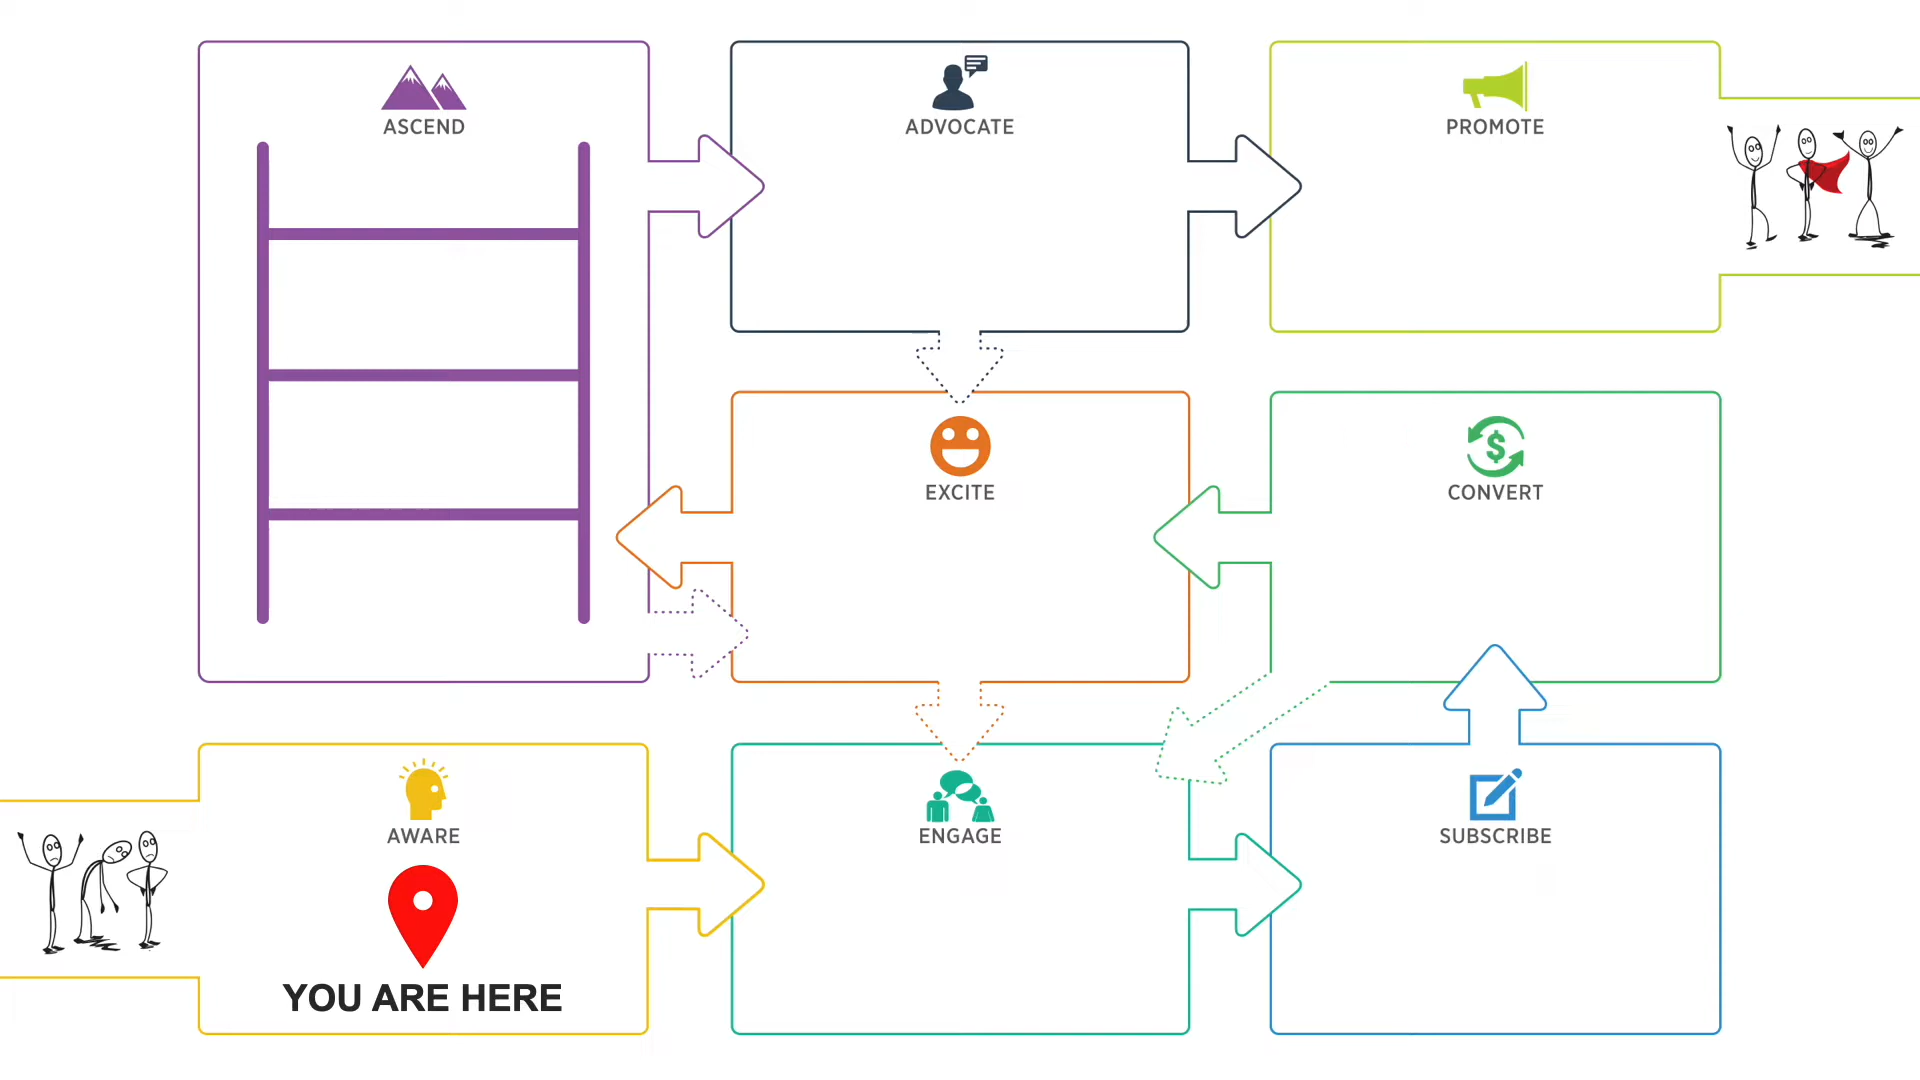 ASCEND
ADVOCATE
PROMOTE
EXCITE
CONVERT
AWARE
ENGAGE
SUBSCRIBE
YOU ARE HERE